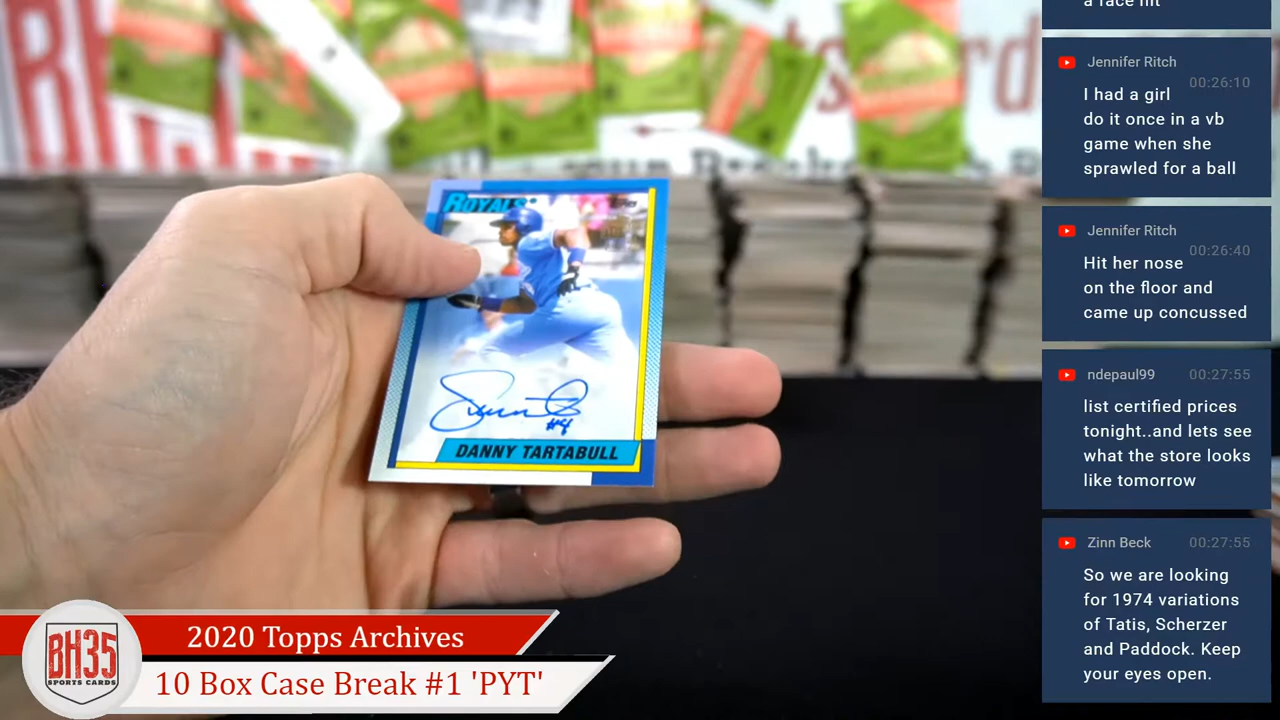 ROYALS
DANNY TARTABULL
#4
a face hit
Jennifer Ritch
00:26:10
I had a girl
do it once in a vb
game when she
sprawled for a ball
Jennifer Ritch
00:26:40
Hit her nose
on the floor and
came up concussed
ndepaul99 00:27:55
list certified prices
tonight..and lets see
what the store looks
like tomorrow
Zinn Beck 00:27:55
So we are looking
for 1974 variations
of Tatis, Scherzer
and Paddock. Keep
your eyes open.
BH35
SPORTS CARDS
2020 Topps Archives
10 Box Case Break #1 'PYT'